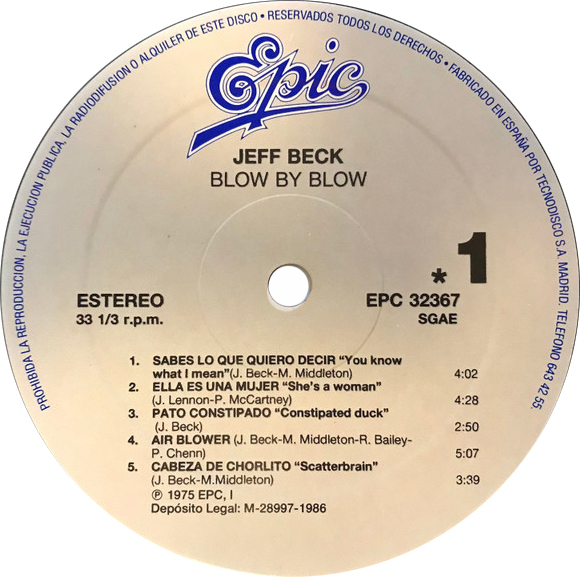 PROHIBIDA LA REPRODUCCION, LA EJECUCION PUBLICA, LA RADIODIFUSION O ALQUILER DE ESTE DISCO • RESERVADOS TODOS LOS DERECHOS • FABRICADO EN ESPAÑA POR TECNODISCO S.A. MADRID. TELEFONO 643 42 55.
Epic
JEFF BECK
BLOW BY BLOW
* 1
ESTEREO
33 1/3 r.p.m.
EPC 32367
SGAE
1. SABES LO QUE QUIERO DECIR “You know
what I mean”(J. Beck-M. Middleton) 4:02
2. ELLA ES UNA MUJER “She’s a woman”
(J. Lennon-P. McCartney) 4:28
3. PATO CONSTIPADO “Constipated duck”
(J. Beck) 2:50
4. AIR BLOWER (J. Beck-M. Middleton-R. Bailey-
P. Chenn) 5:07
5. CABEZA DE CHORLITO “Scatterbrain”
(J. Beck-M.Middleton) 3:39
℗ 1975 EPC, I
Depósito Legal: M-28997-1986